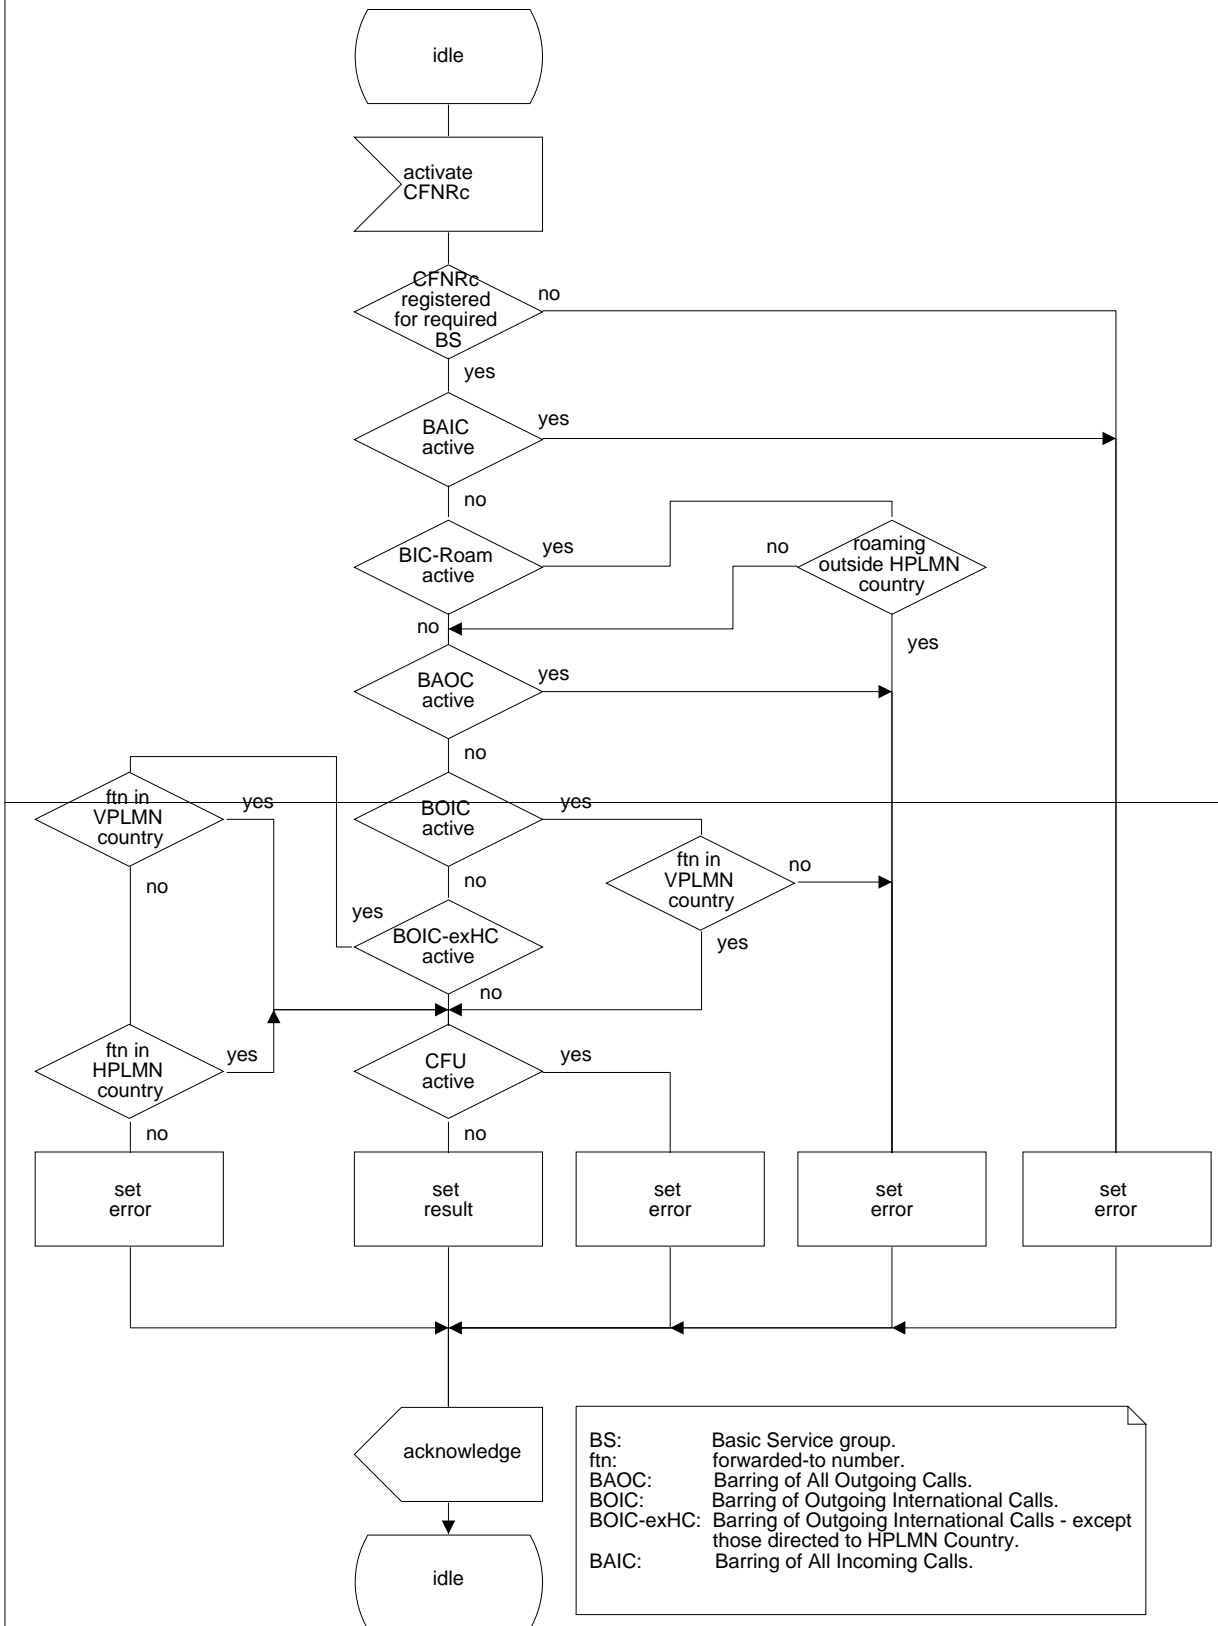 idle
activate
CFNRc
CFNRc
registered
for required
BS
no
yes
BAIC
active
yes
no
BIC-Roam
active
yes
no
roaming
outside HPLMN
country
no
yes
BAOC
active
yes
no
ftn in
VPLMN
country
yes
no
BOIC
active
yes
no
ftn in
VPLMN
country
no
yes
yes
BOIC-exHC
active
no
ftn in
HPLMN
country
yes
no
CFU
active
yes
no
set
error
set
result
set
error
set
error
set
error
acknowledge
BS: Basic Service group.
ftn: forwarded-to number.
BAOC: Barring of All Outgoing Calls.
BOIC: Barring of Outgoing International Calls.
BOIC-exHC: Barring of Outgoing International Calls - except
those directed to HPLMN Country.
BAIC: Barring of All Incoming Calls.
idle